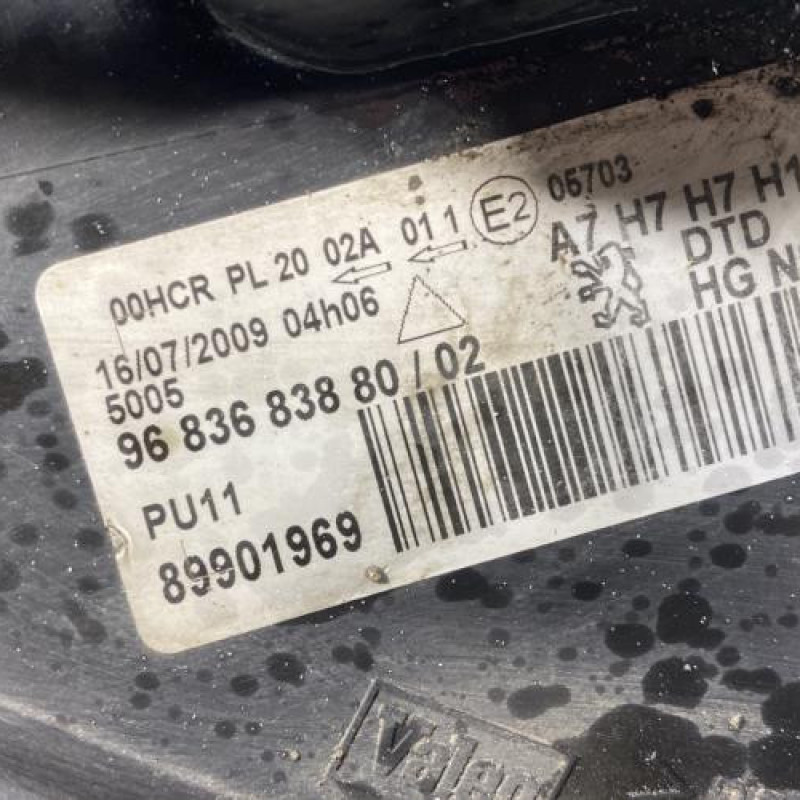 00HCR PL 20 02A 01 1 E2 05703
A7 H7 H7 H1
DTD
HG
16/07/2009 04h06
5005
96 836 838 80 / 02
PU11
89901969
Valeo